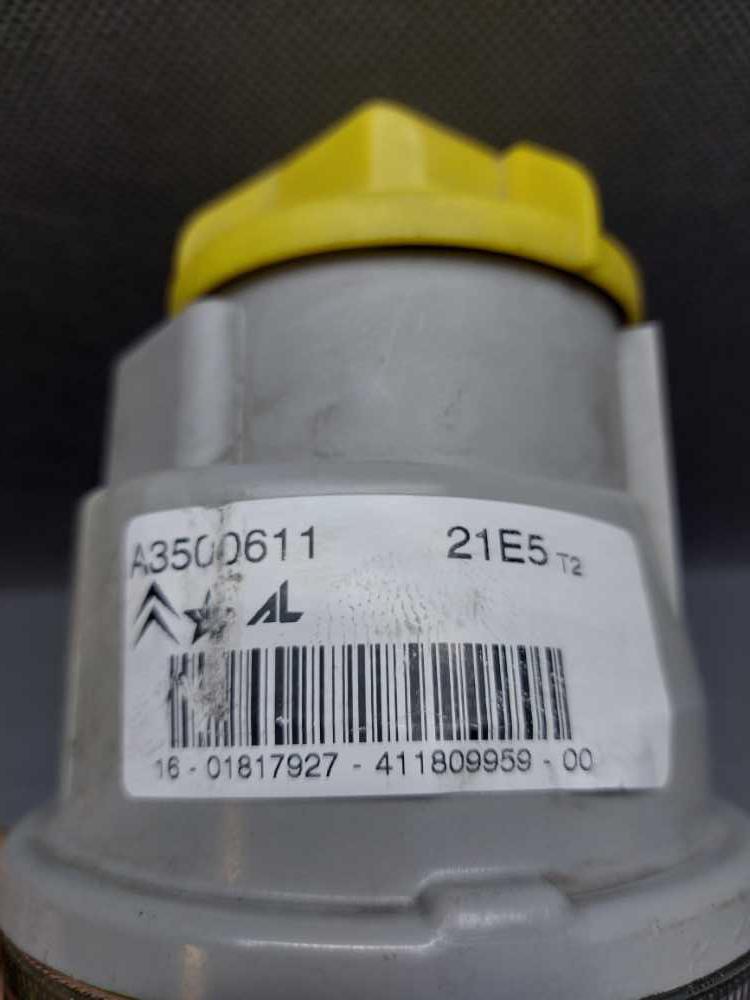 A3500611 21E5 T2
AL
16 - 01817927 - 411809959 - 00